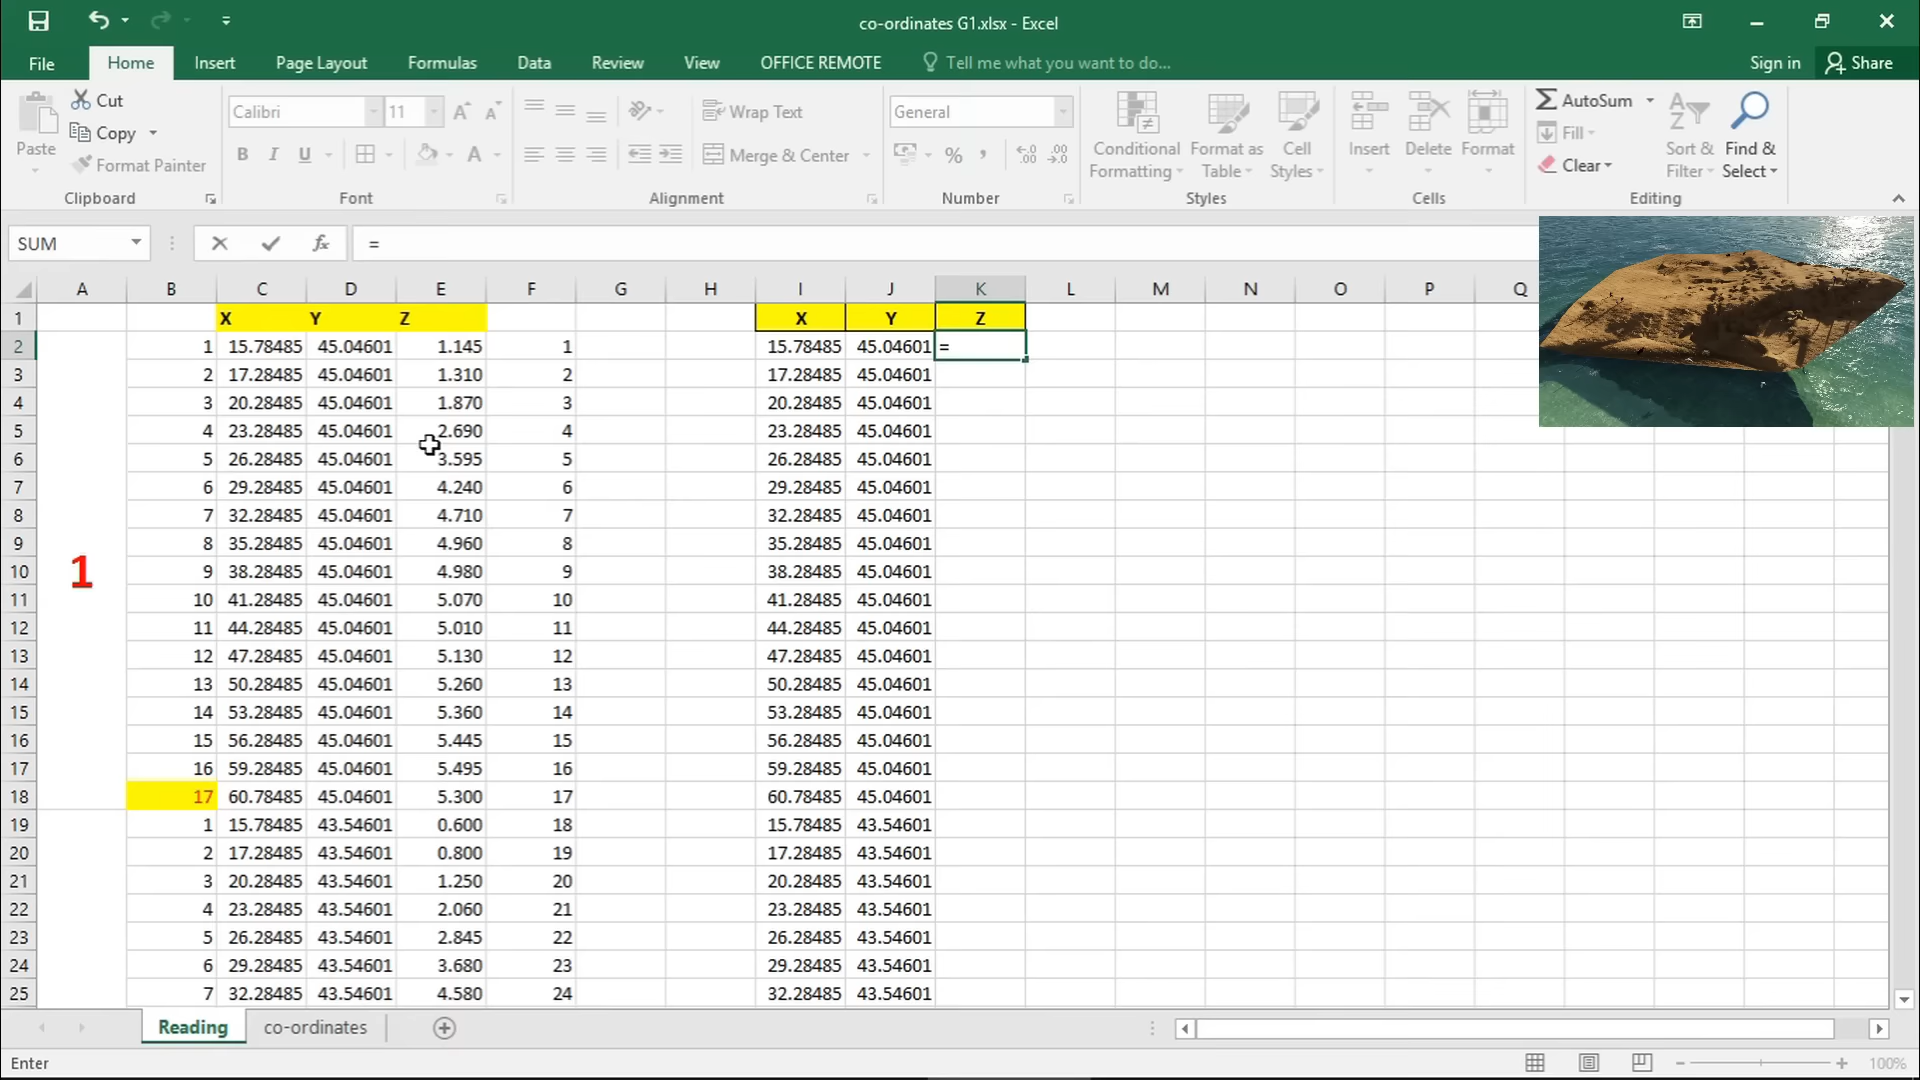 co-ordinates G1.xlsx - Excel
File Home Insert Page Layout Formulas Data Review View OFFICE REMOTE Tell me what you want to do... Sign in Share
Paste Cut Copy Format Painter Clipboard
Calibri 11 B I U A Font
Wrap Text Merge & Center Alignment
General % Number
Conditional Formatting Format as Table Cell Styles Styles
Insert Delete Format Cells
AutoSum Fill Clear Sort & Filter Find & Select Editing
SUM fx =
A B C D E F G H I J K L M N O P Q
1 X Y Z X Y Z
2 1 15.78485 45.04601 1.145 1 15.78485 45.04601 =
3 2 17.28485 45.04601 1.310 2 17.28485 45.04601
4 3 20.28485 45.04601 1.870 3 20.28485 45.04601
5 4 23.28485 45.04601 2.690 4 23.28485 45.04601
6 5 26.28485 45.04601 3.595 5 26.28485 45.04601
7 6 29.28485 45.04601 4.240 6 29.28485 45.04601
8 7 32.28485 45.04601 4.710 7 32.28485 45.04601
9 8 35.28485 45.04601 4.960 8 35.28485 45.04601
10 1 9 38.28485 45.04601 4.980 9 38.28485 45.04601
11 10 41.28485 45.04601 5.070 10 41.28485 45.04601
12 11 44.28485 45.04601 5.010 11 44.28485 45.04601
13 12 47.28485 45.04601 5.130 12 47.28485 45.04601
14 13 50.28485 45.04601 5.260 13 50.28485 45.04601
15 14 53.28485 45.04601 5.360 14 53.28485 45.04601
16 15 56.28485 45.04601 5.445 15 56.28485 45.04601
17 16 59.28485 45.04601 5.495 16 59.28485 45.04601
18 17 60.78485 45.04601 5.300 17 60.78485 45.04601
19 1 15.78485 43.54601 0.600 18 15.78485 43.54601
20 2 17.28485 43.54601 0.800 19 17.28485 43.54601
21 3 20.28485 43.54601 1.250 20 20.28485 43.54601
22 4 23.28485 43.54601 2.060 21 23.28485 43.54601
23 5 26.28485 43.54601 2.845 22 26.28485 43.54601
24 6 29.28485 43.54601 3.680 23 29.28485 43.54601
25 7 32.28485 43.54601 4.580 24 32.28485 43.54601
Reading co-ordinates
Enter 100%